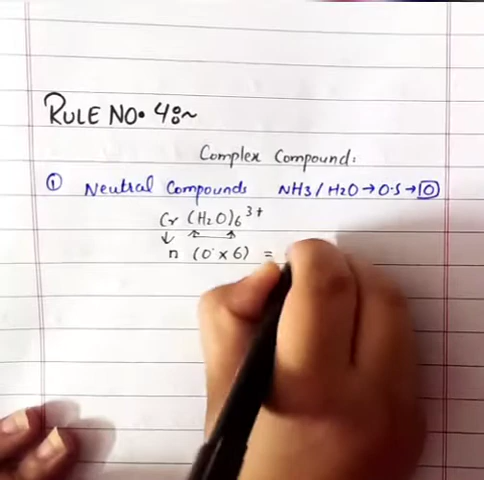 RULE NO. 4:~
Complex Compound:
① Neutral Compounds NH3/H2O→O.S→0
Cr (H2O)6 3+
↓
n (0×6) =